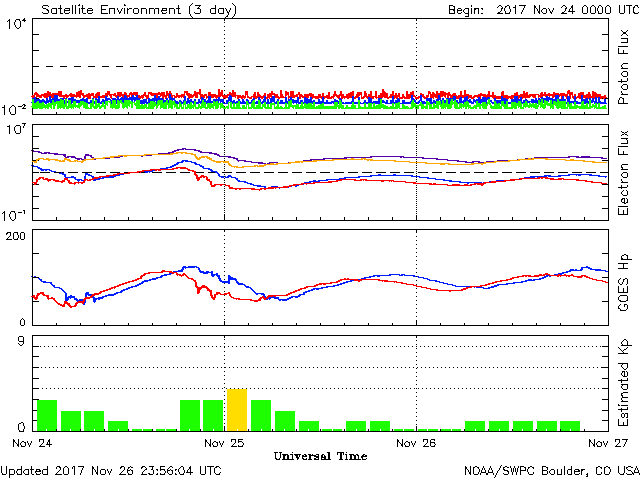 Satellite Environment (3 day) Begin: 2017 Nov 24 0000 UTC
10^4
Proton Flux
10^-2
10^7
Electron Flux
10^-1
200
GOES Hp
0
9
Estimated Kp
0
Nov 24 Nov 25 Nov 26 Nov 27
Universal Time
Updated 2017 Nov 26 23:56:04 UTC NOAA/SWPC Boulder, CO USA